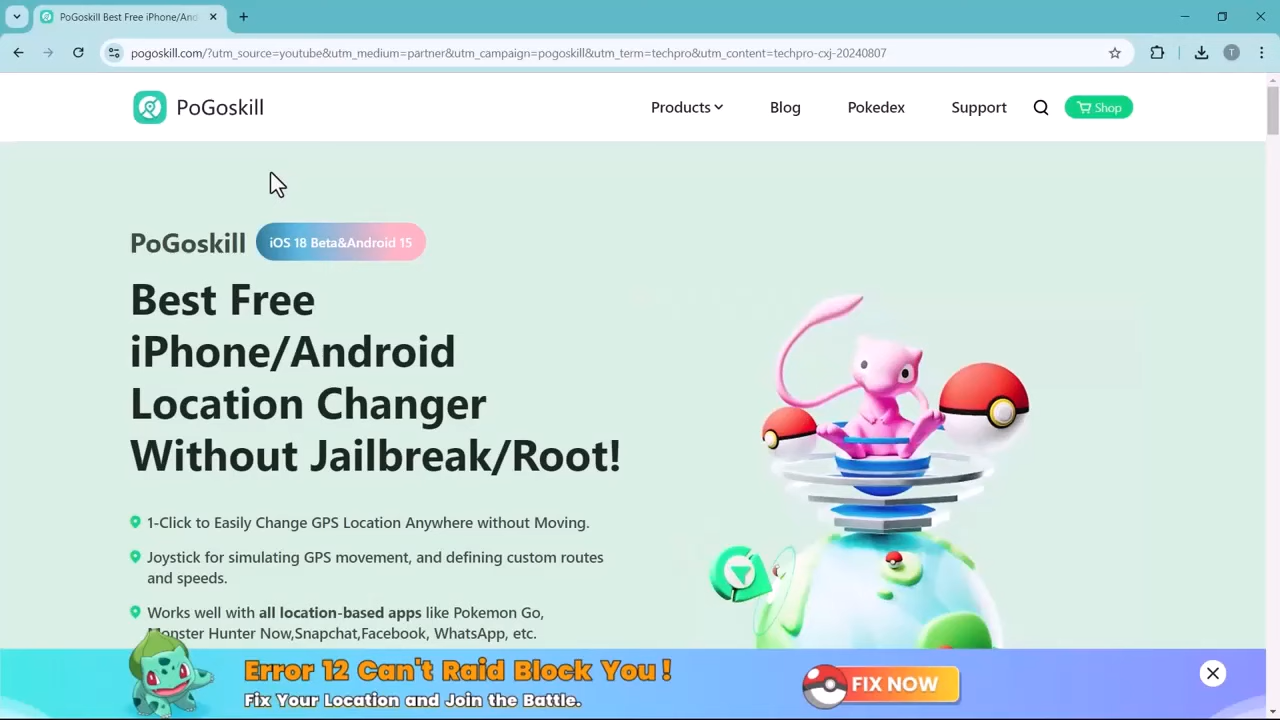 PoGoskill Best Free iPhone/And
pogoskill.com/?utm_source=youtube&utm_medium=partner&utm_campaign=pogoskill&utm_term=techpro&utm_content=techpro-cxj-20240807
T
PoGoskill
Products
Blog
Pokedex
Support
Shop
PoGoskill
iOS 18 Beta&Android 15
Best Free
iPhone/Android
Location Changer
Without Jailbreak/Root!
1-Click to Easily Change GPS Location Anywhere without Moving.
Joystick for simulating GPS movement, and defining custom routes
and speeds.
Works well with all location-based apps like Pokemon Go,
Monster Hunter Now,Snapchat,Facebook, WhatsApp, etc.
Error 12 Can't Raid Block You !
Fix Your Location and Join the Battle.
FIX NOW